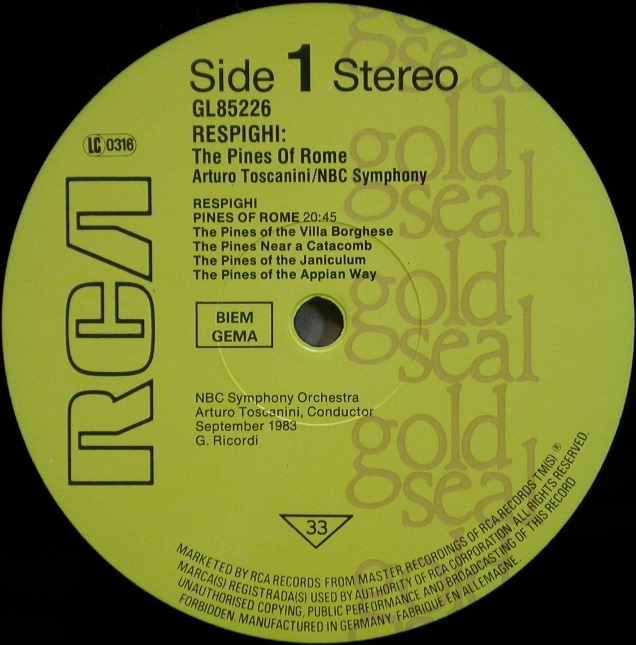 Side 1 Stereo
GL85226
RESPIGHI:
The Pines Of Rome
Arturo Toscanini/NBC Symphony
LC 0316
RCA
RESPIGHI
PINES OF ROME 20:45
The Pines of the Villa Borghese
The Pines Near a Catacomb
The Pines of the Janiculum
The Pines of the Appian Way
BIEM
GEMA
NBC Symphony Orchestra
Arturo Toscanini, Conductor
September 1983
G. Ricordi
33
MARKETED BY RCA RECORDS FROM MASTER RECORDINGS OF RCA RECORDS TM(S) ®
MARCA(S) REGISTRADA(S) USED BY AUTHORITY OF RCA CORPORATION. ALL RIGHTS RESERVED.
UNAUTHORISED COPYING, PUBLIC PERFORMANCE AND BROADCASTING OF THIS RECORD
FORBIDDEN. MANUFACTURED IN GERMANY. FABRIQUE EN ALLEMAGNE.
gold
seal
gold
seal
gold
seal
gold
seal